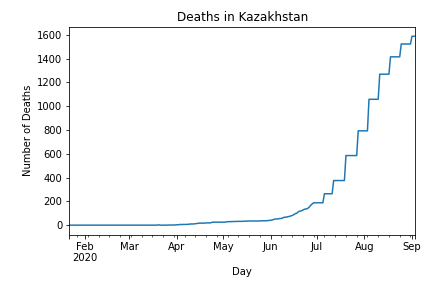 Deaths in Kazakhstan
1600
1400
1200
1000
800
600
400
200
0
Number of Deaths
Feb Mar Apr May Jun Jul Aug Sep
2020
Day